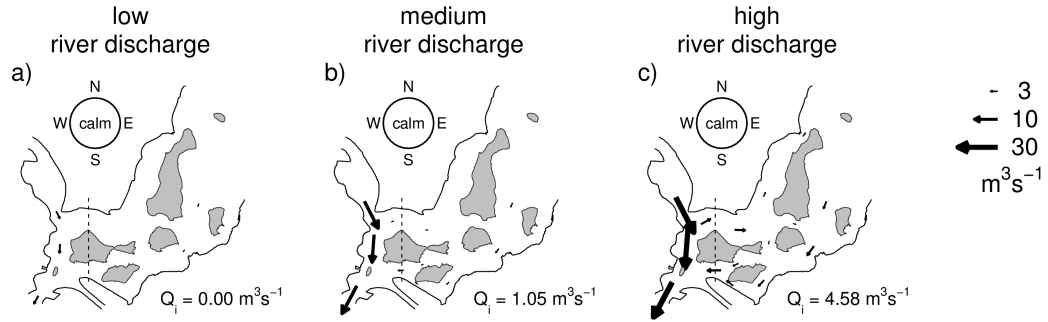 low
river discharge
medium
river discharge
high
river discharge
a)
b)
c)
N
W calm E
S
N
W calm E
S
N
W calm E
S
3
10
30
m³s⁻¹
Qᵢ = 0.00 m³s⁻¹
Qᵢ = 1.05 m³s⁻¹
Qᵢ = 4.58 m³s⁻¹